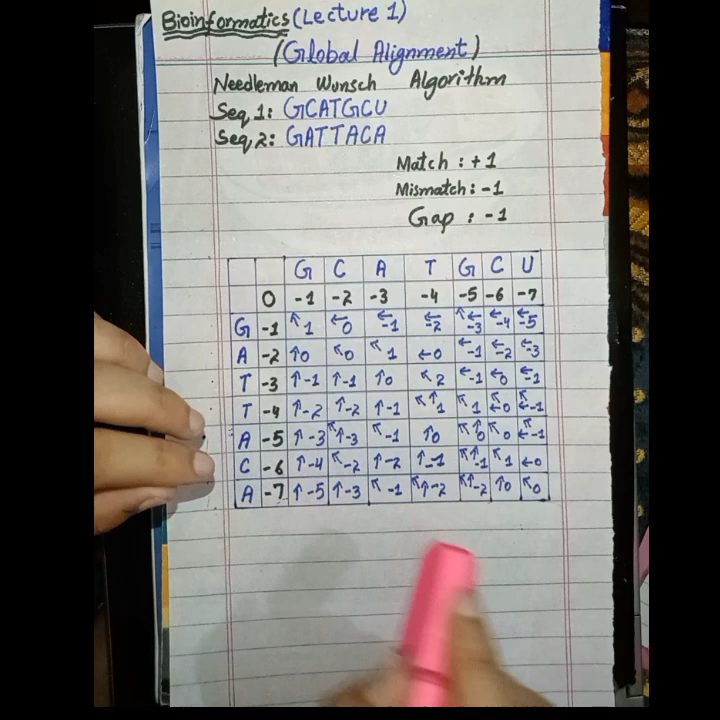 Bioinformatics (Lecture 1)
(Global Alignment)
Needleman Wunsch Algorithm
Seq,1: GCATGCU
Seq,2: GATTACA
Match : +1
Mismatch : -1
Gap : -1
G C A T G C U
0 -1 -2 -3 -4 -5 -6 -7
G -1 ↖1 ←0 ←-1 ←-2 ↖←-3 ←-4 ←-5
A -2 ↑0 ↖0 ↖1 ←0 ←-1 ←-2 ←-3
T -3 ↑-1 ↑-1 ↑0 ↖2 ←-1 ←0 ←-1
T -4 ↑-2 ↑-2 ↑-1 ↖↑1 ↖1 ↖←0 ↖←-1
A -5 ↑-3 ↖↑-3 ↖-1 ↑0 ↖↑0 ↖0 ↖←-1
C -6 ↑-4 ↖-2 ↑-2 ↑-1 ↖↑-1 ↖1 ←0
A -7 ↑-5 ↑-3 ↖-1 ↖↑-2 ↖↑-2 ↑0 ↖0